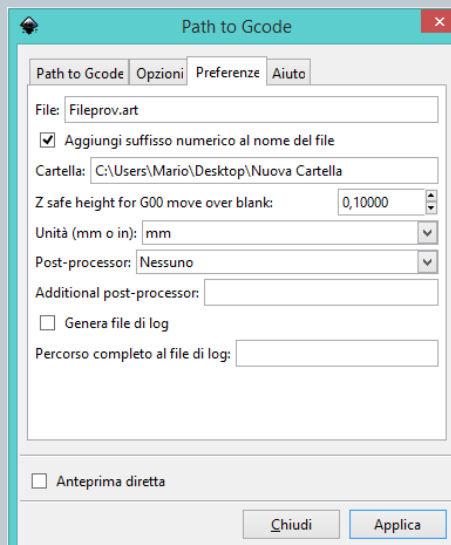 Path to Gcode
Path to Gcode Opzioni Preferenze Aiuto
File: Fileprov.art
Aggiungi suffisso numerico al nome del file
Cartella: C:\Users\Mario\Desktop\Nuova Cartella
Z safe height for G00 move over blank: 0,10000
Unità (mm o in): mm
Post-processor: Nessuno
Additional post-processor:
Genera file di log
Percorso completo al file di log:
Anteprima diretta
Chiudi Applica